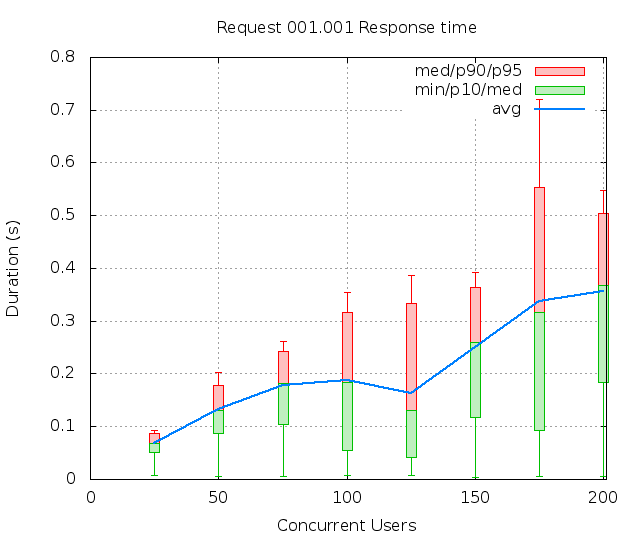 Request 001.001 Response time
med/p90/p95
min/p10/med
avg
0.8
0.7
0.6
0.5
0.4
0.3
0.2
0.1
0
Duration (s)
0 50 100 150 200
Concurrent Users